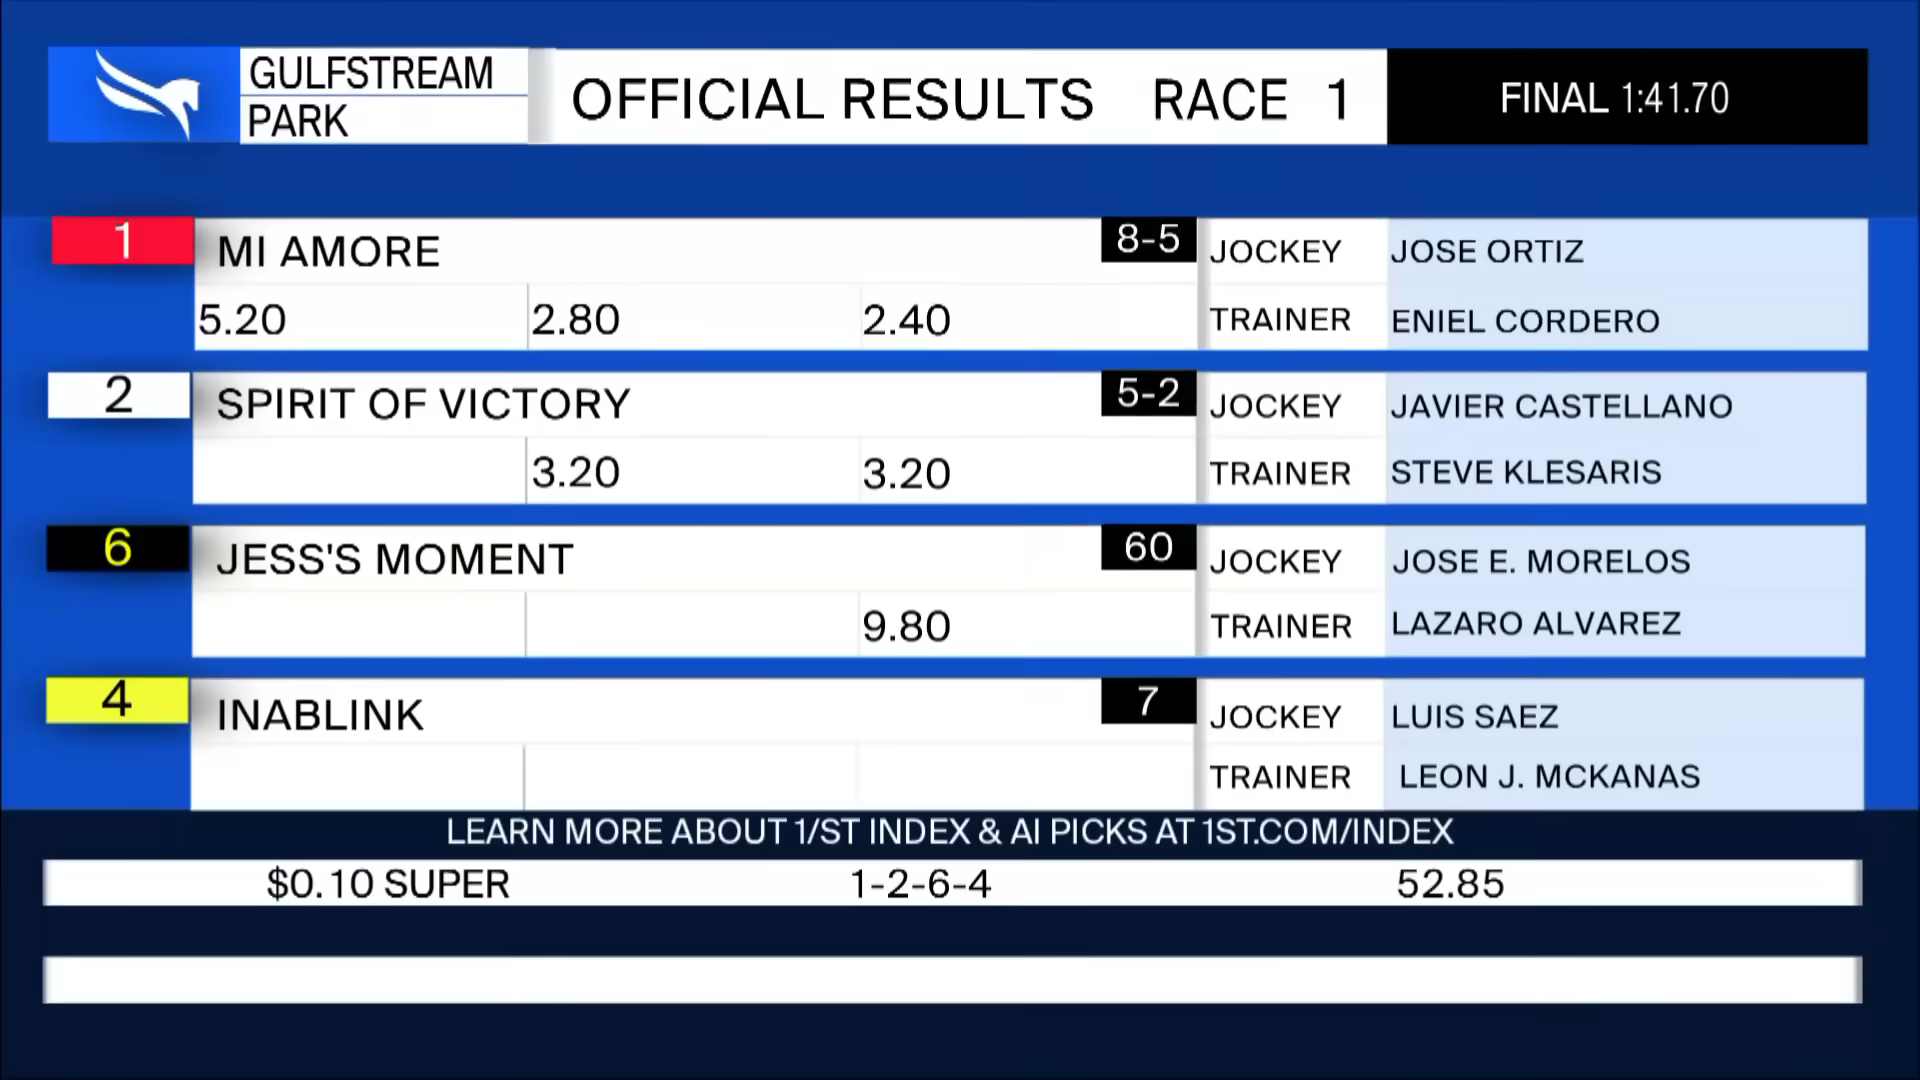 GULFSTREAM
PARK
OFFICIAL RESULTS RACE 1
FINAL 1:41.70
1 MI AMORE 8-5 JOCKEY JOSE ORTIZ
5.20 2.80 2.40 TRAINER ENIEL CORDERO
2 SPIRIT OF VICTORY 5-2 JOCKEY JAVIER CASTELLANO
3.20 3.20 TRAINER STEVE KLESARIS
6 JESS'S MOMENT 60 JOCKEY JOSE E. MORELOS
9.80 TRAINER LAZARO ALVAREZ
4 INABLINK 7 JOCKEY LUIS SAEZ
TRAINER LEON J. MCKANAS
LEARN MORE ABOUT 1/ST INDEX & AI PICKS AT 1ST.COM/INDEX
$0.10 SUPER 1-2-6-4 52.85